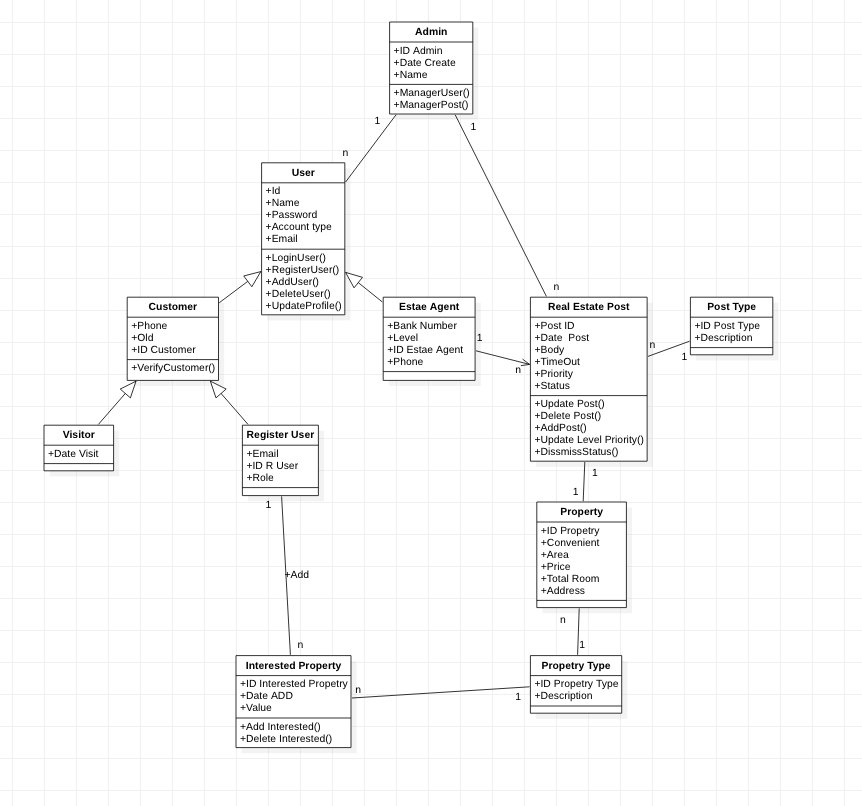 Admin
+ID Admin
+Date Create
+Name
+ManagerUser()
+ManagerPost()
1
1
n
User
+Id
+Name
+Password
+Account type
+Email
+LoginUser()
+RegisterUser()
+AddUser()
+DeleteUser()
+UpdateProfile()
n
Customer
+Phone
+Old
+ID Customer
+VerifyCustomer()
Estae Agent
+Bank Number
+Level
+ID Estae Agent
+Phone
1
n
Real Estate Post
+Post ID
+Date  Post
+Body
+TimeOut
+Priority
+Status
+Update Post()
+Delete Post()
+AddPost()
+Update Level Priority()
+DissmissStatus()
n
1
Post Type
+ID Post Type
+Description
Visitor
+Date Visit
Register User
+Email
+ID R User
+Role
1
1
1
Property
+ID Propetry
+Convenient
+Area
+Price
+Total Room
+Address
+Add
n
1
n
Interested Property
+ID Interested Propetry
+Date ADD
+Value
+Add Interested()
+Delete Interested()
n
1
Propetry Type
+ID Propetry Type
+Description